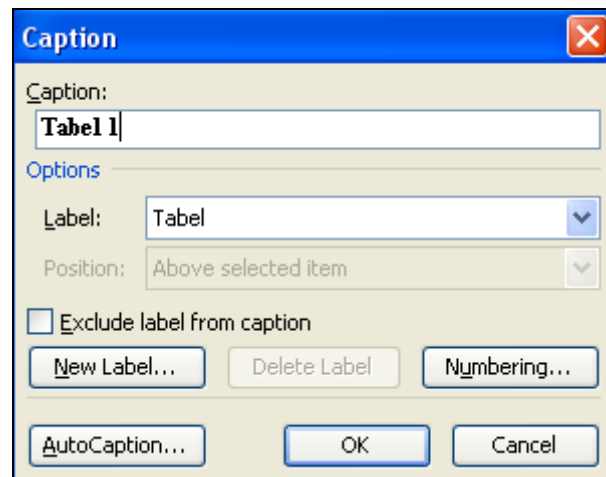 Caption
Caption:
Tabel 1
Options
Label: Tabel
Position: Above selected item
Exclude label from caption
New Label... Delete Label Numbering...
AutoCaption... OK Cancel